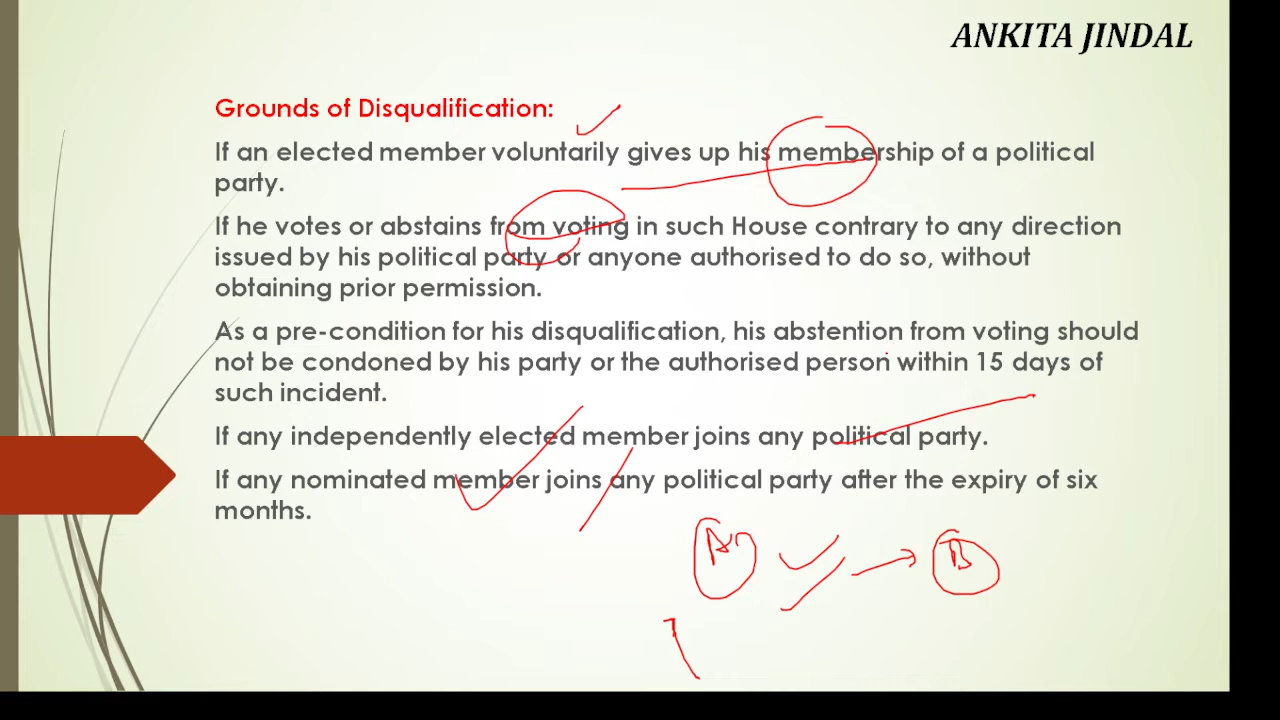 ANKITA JINDAL
Grounds of Disqualification:
If an elected member voluntarily gives up his membership of a political
party.
If he votes or abstains from voting in such House contrary to any direction
issued by his political party or anyone authorised to do so, without
obtaining prior permission.
As a pre-condition for his disqualification, his abstention from voting should
not be condoned by his party or the authorised person within 15 days of
such incident.
If any independently elected member joins any political party.
If any nominated member joins any political party after the expiry of six
months.
B